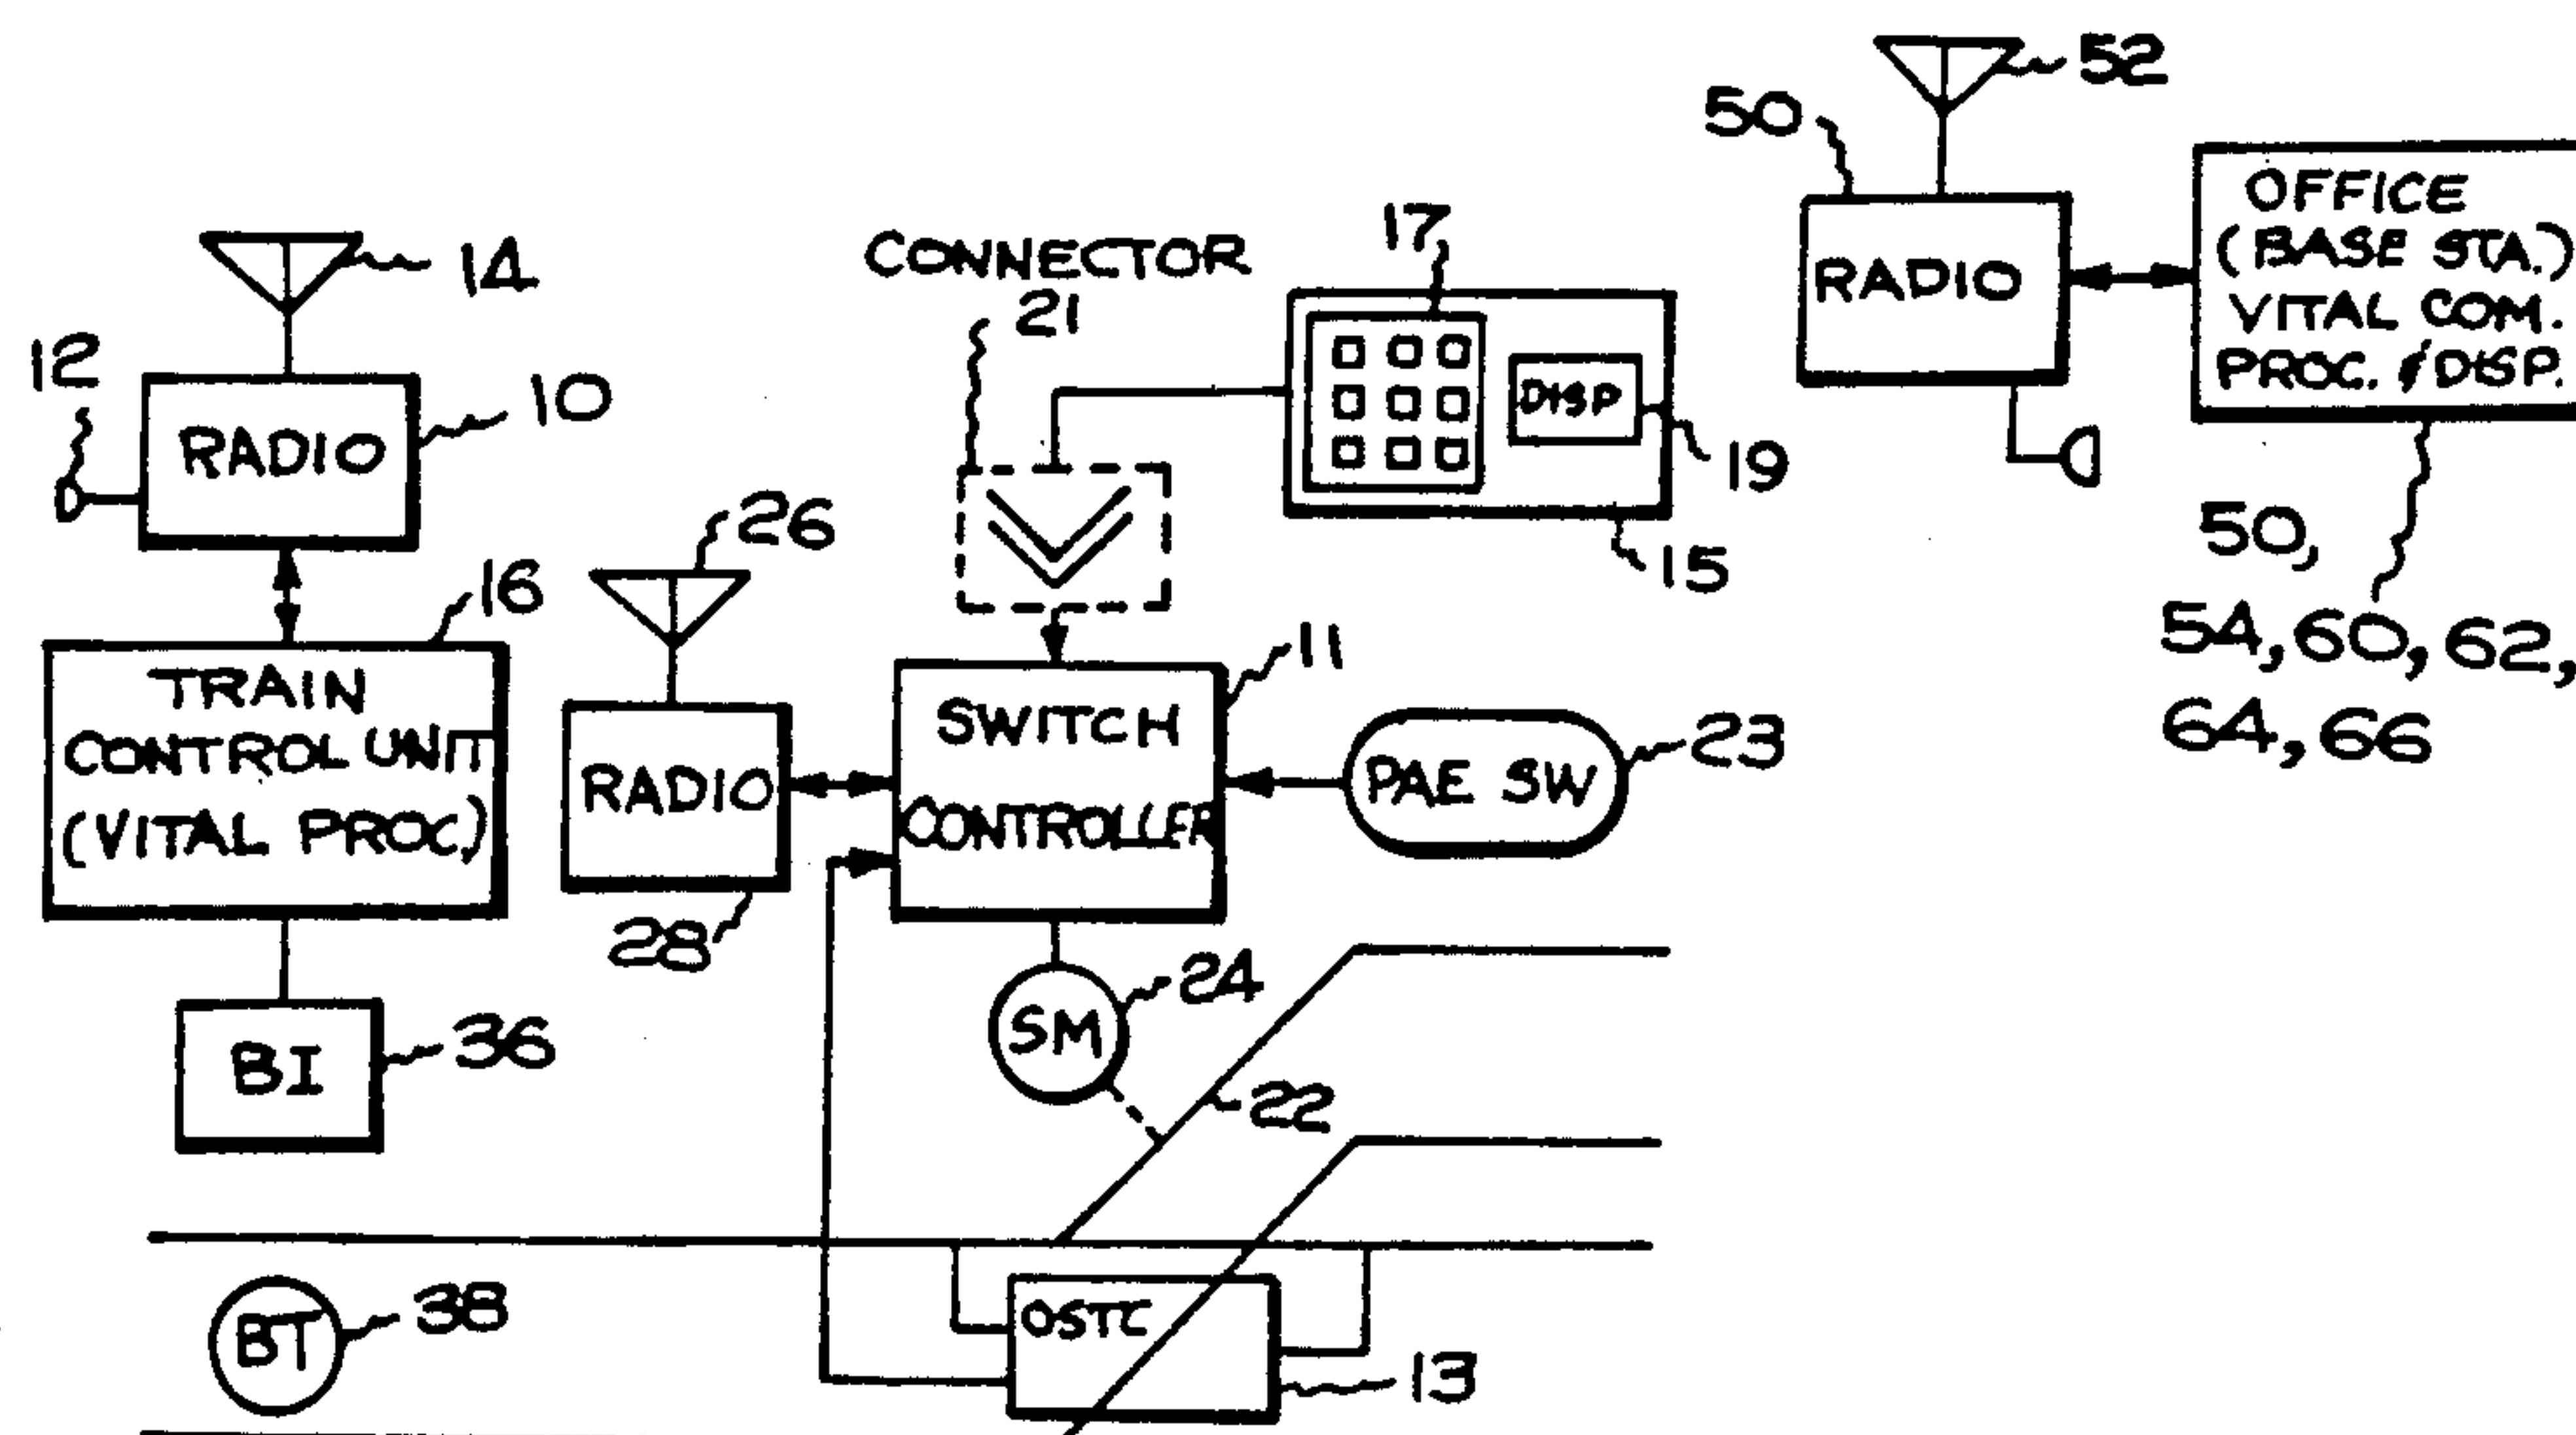 52
50
OFFICE
(BASE STA.)
VITAL COM.
PROC. & DISP.
RADIO
50,
54, 60, 62,
64, 66
14
12
RADIO
10
CONNECTOR
21
17
DISP
19
15
16
TRAIN
CONTROL UNIT
(VITAL PROC.)
26
RADIO
28
11
SWITCH
CONTROLLER
PAE SW
23
BI
36
SM
24
22
BT
38
OSTC
13